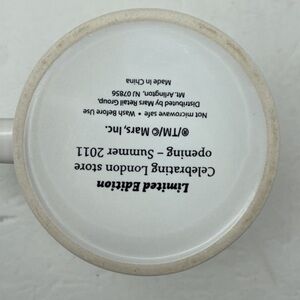 Limited Edition
Celebrating London store
opening – Summer 2011
®/TM/© Mars, Inc.
Not microwave safe • Wash Before Use
Distributed by Mars Retail Group,
Mt. Arlington, NJ 07856
Made in China